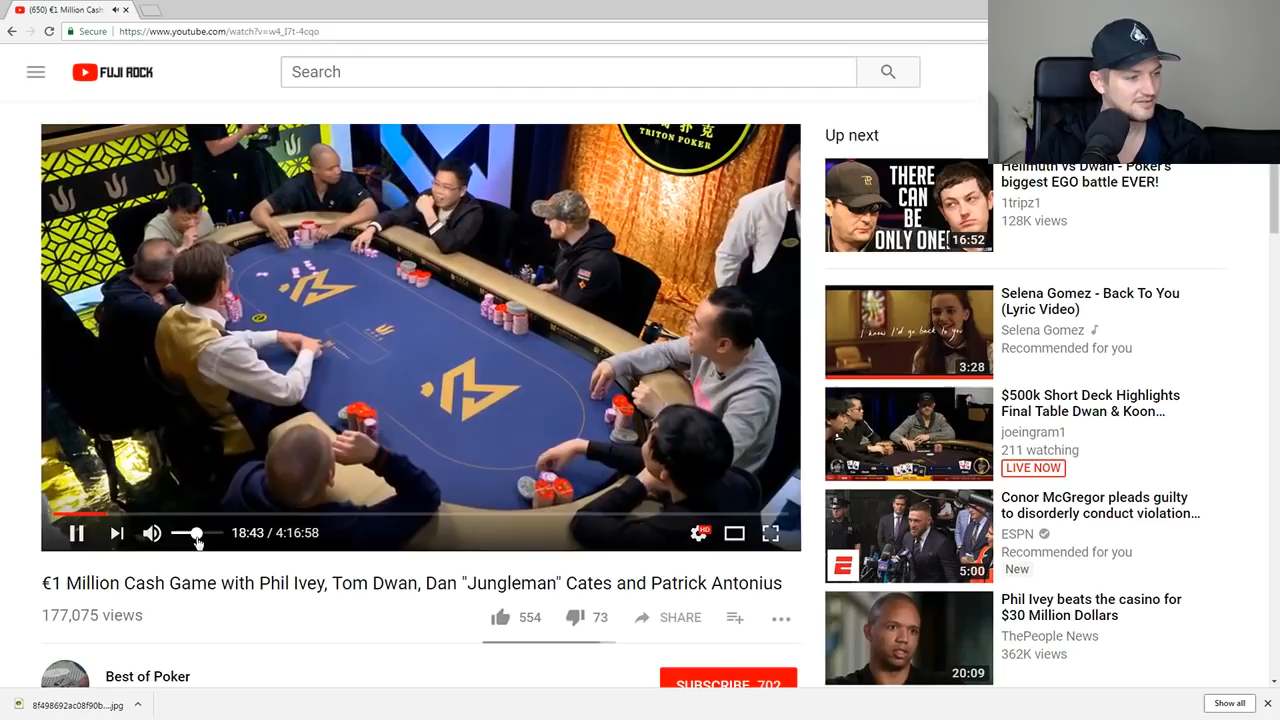 (650) €1 Million Cash
Secure
https://www.youtube.com/watch?v=w4_I7t-4cqo
FUJI ROCK
Search
TRITON POKER
Up next
THERE CAN BE ONLY ONE
16:52
Hellmuth vs Dwan - Poker's
biggest EGO battle EVER!
1tripz1
128K views
I know I'd go back to you
3:28
Selena Gomez - Back To You
(Lyric Video)
Selena Gomez
Recommended for you
$500k Short Deck Highlights
Final Table Dwan & Koon...
joeingram1
211 watching
LIVE NOW
Conor McGregor pleads guilty
to disorderly conduct violation...
ESPN
Recommended for you
New
5:00
Phil Ivey beats the casino for
$30 Million Dollars
ThePeople News
362K views
20:09
18:43 / 4:16:58
HD
€1 Million Cash Game with Phil Ivey, Tom Dwan, Dan "Jungleman" Cates and Patrick Antonius
177,075 views
554
73
SHARE
Best of Poker
SUBSCRIBE 702
8f498692ac08f90b....jpg
Show all